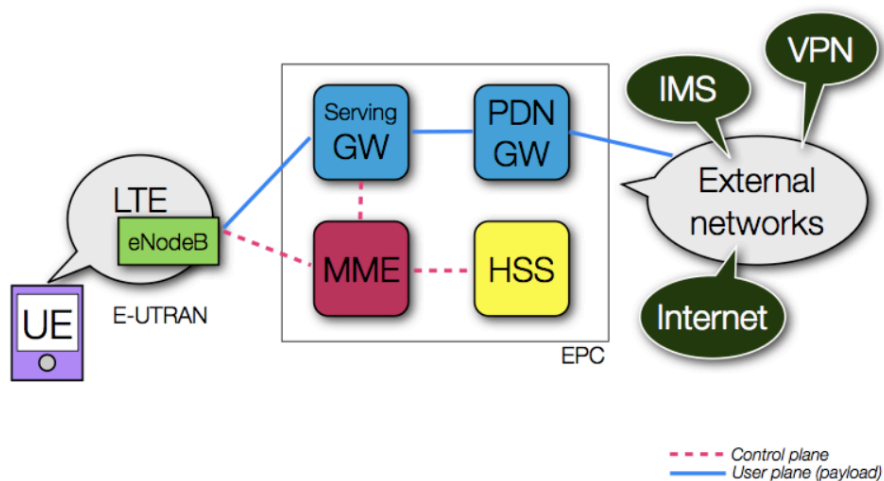 VPN
IMS
Serving
GW
PDN
GW
External
networks
LTE
eNodeB
MME
HSS
UE
E-UTRAN
Internet
EPC
Control plane
User plane (payload)